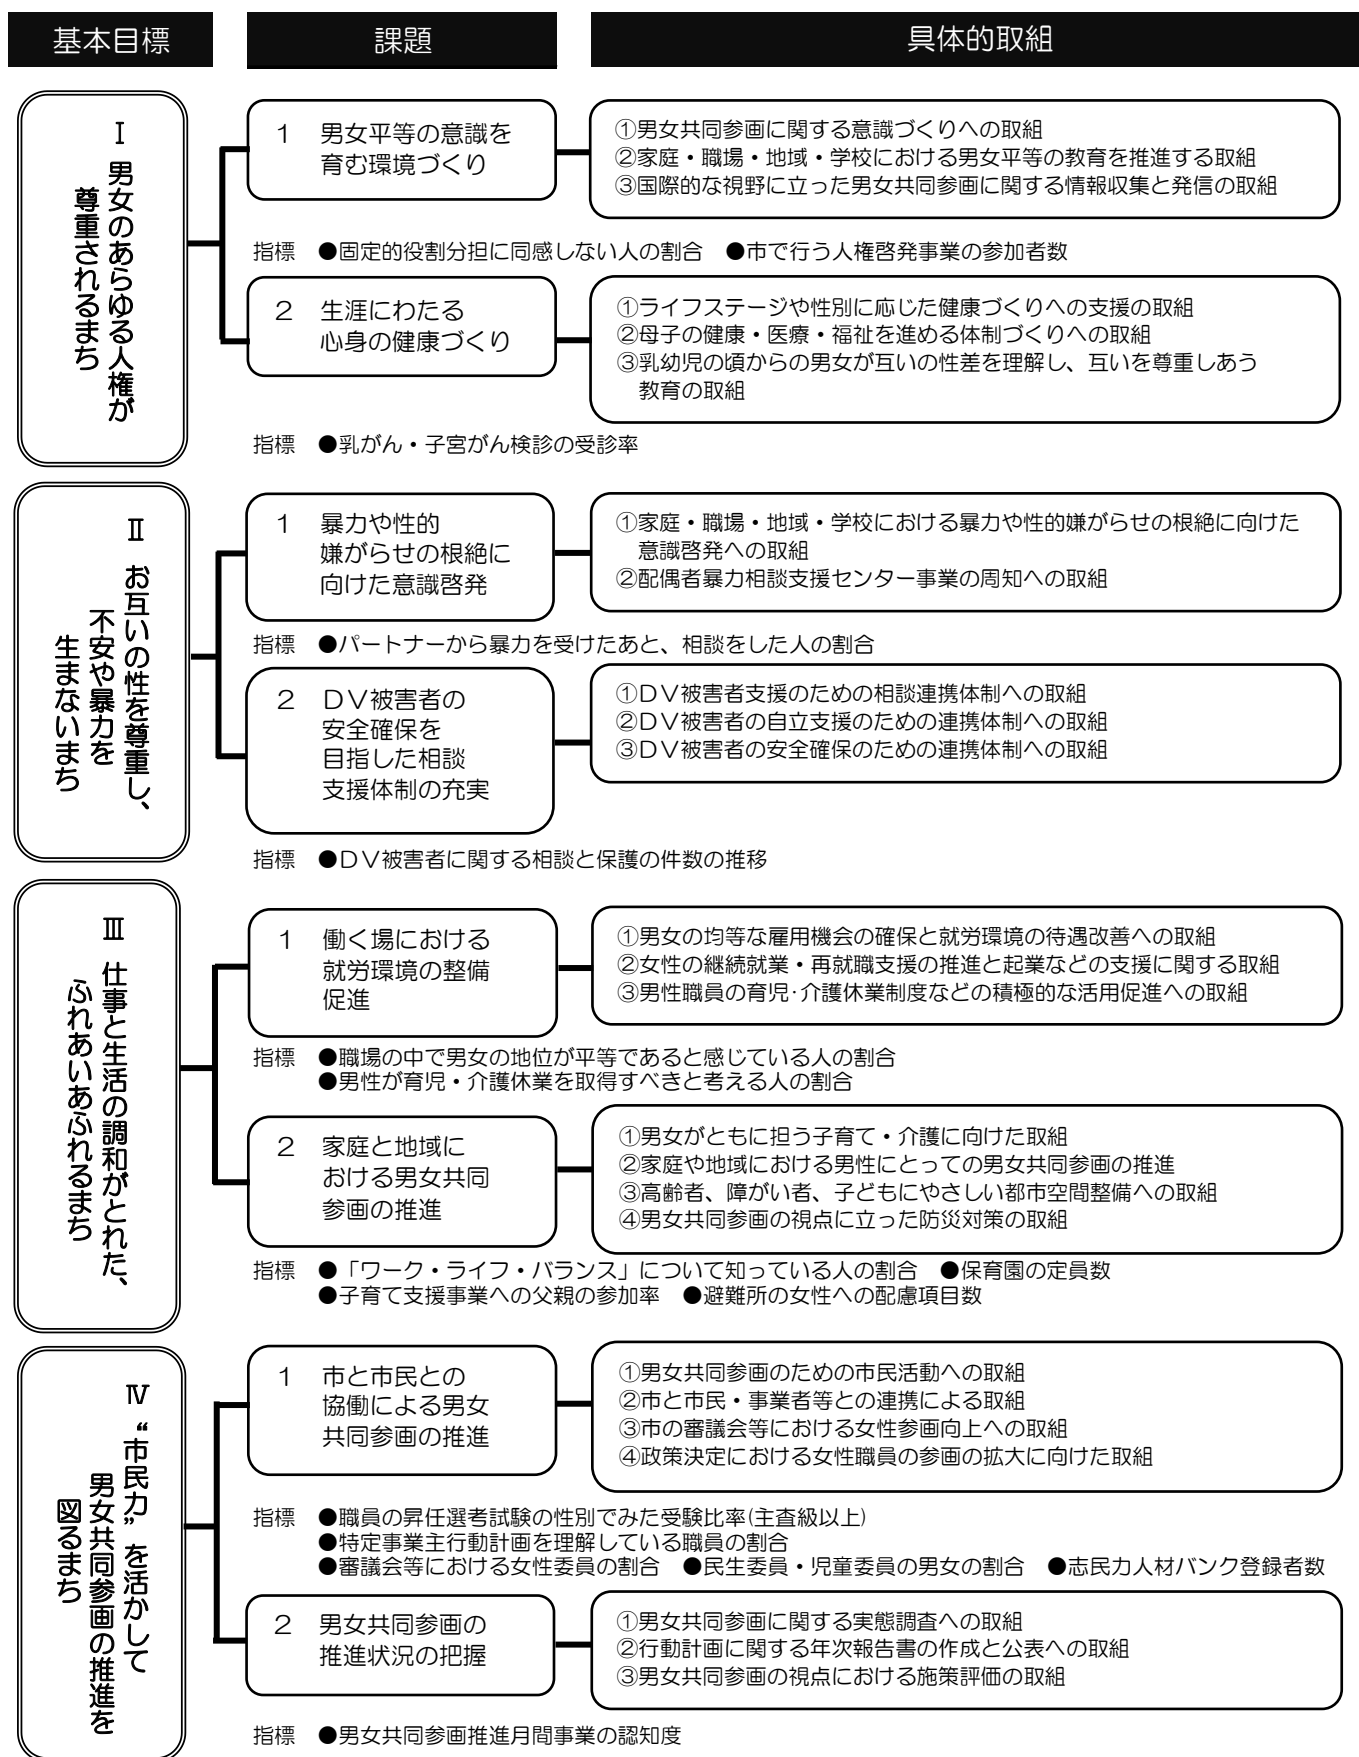 基本目標
課題
具体的取組
Ⅰ 男女のあらゆる人権が
尊重されるまち
1 男女平等の意識を
育む環境づくり
①男女共同参画に関する意識づくりへの取組
②家庭・職場・地域・学校における男女平等の教育を推進する取組
③国際的な視野に立った男女共同参画に関する情報収集と発信の取組
指標 ●固定的役割分担に同感しない人の割合 ●市で行う人権啓発事業の参加者数
2 生涯にわたる
心身の健康づくり
①ライフステージや性別に応じた健康づくりへの支援の取組
②母子の健康・医療・福祉を進める体制づくりへの取組
③乳幼児の頃からの男女が互いの性差を理解し、互いを尊重しあう
教育の取組
指標 ●乳がん・子宮がん検診の受診率
Ⅱ お互いの性を尊重し、
不安や暴力を
生まないまち
1 暴力や性的
嫌がらせの根絶に
向けた意識啓発
①家庭・職場・地域・学校における暴力や性的嫌がらせの根絶に向けた
意識啓発への取組
②配偶者暴力相談支援センター事業の周知への取組
指標 ●パートナーから暴力を受けたあと、相談をした人の割合
2 ＤＶ被害者の
安全確保を
目指した相談
支援体制の充実
①ＤＶ被害者支援のための相談連携体制への取組
②ＤＶ被害者の自立支援のための連携体制への取組
③ＤＶ被害者の安全確保のための連携体制への取組
指標 ●ＤＶ被害者に関する相談と保護の件数の推移
Ⅲ 仕事と生活の調和がとれた、
ふれあいあふれるまち
1 働く場における
就労環境の整備
促進
①男女の均等な雇用機会の確保と就労環境の待遇改善への取組
②女性の継続就業・再就職支援の推進と起業などの支援に関する取組
③男性職員の育児・介護休業制度などの積極的な活用促進への取組
指標 ●職場の中で男女の地位が平等であると感じている人の割合
●男性が育児・介護休業を取得すべきと考える人の割合
2 家庭と地域に
おける男女共同
参画の推進
①男女がともに担う子育て・介護に向けた取組
②家庭や地域における男性にとっての男女共同参画の推進
③高齢者、障がい者、子どもにやさしい都市空間整備への取組
④男女共同参画の視点に立った防災対策の取組
指標 ●「ワーク・ライフ・バランス」について知っている人の割合 ●保育園の定員数
●子育て支援事業への父親の参加率 ●避難所の女性への配慮項目数
Ⅳ “市民力”を活かして
男女共同参画の推進を
図るまち
1 市と市民との
協働による男女
共同参画の推進
①男女共同参画のための市民活動への取組
②市と市民・事業者等との連携による取組
③市の審議会等における女性参画向上への取組
④政策決定における女性職員の参画の拡大に向けた取組
指標 ●職員の昇任選考試験の性別でみた受験比率(主査級以上)
●特定事業主行動計画を理解している職員の割合
●審議会等における女性委員の割合 ●民生委員・児童委員の男女の割合 ●志民力人材バンク登録者数
2 男女共同参画の
推進状況の把握
①男女共同参画に関する実態調査への取組
②行動計画に関する年次報告書の作成と公表への取組
③男女共同参画の視点における施策評価の取組
指標 ●男女共同参画推進月間事業の認知度